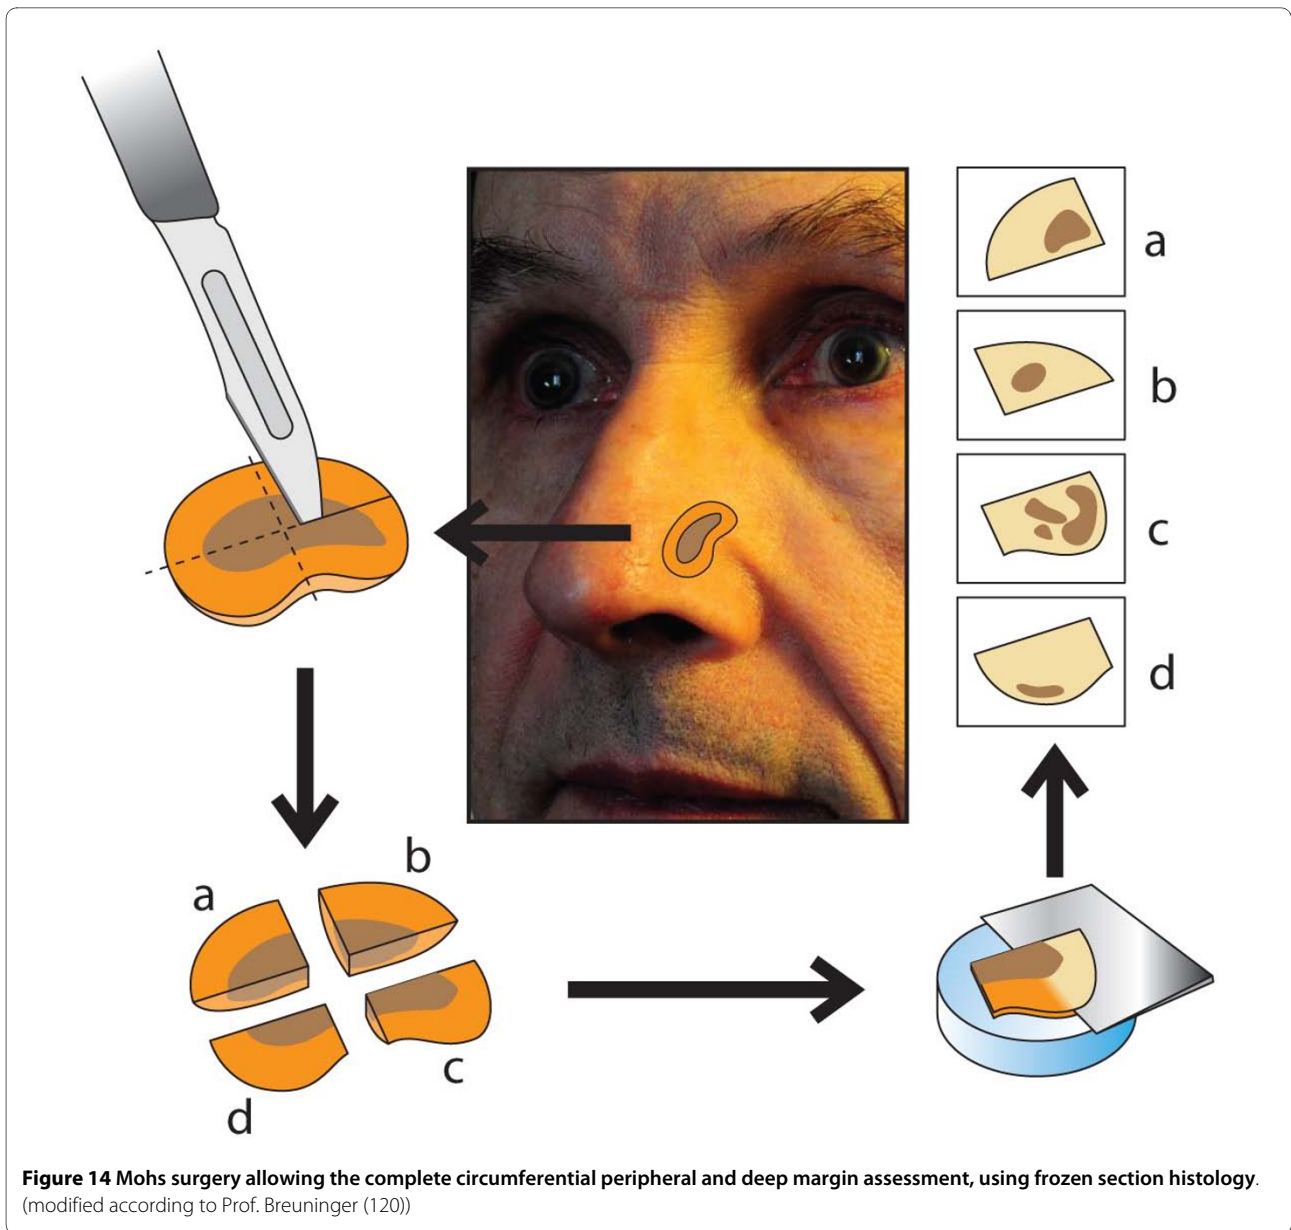 a
b
c
d
a
b
c
d
Figure 14 Mohs surgery allowing the complete circumferential peripheral and deep margin assessment, using frozen section histology.
(modified according to Prof. Breuninger (120))